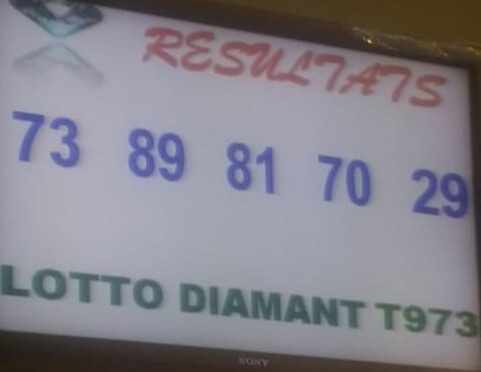 RESULTATS
73 89 81 70 29
LOTTO DIAMANT T973
SONY